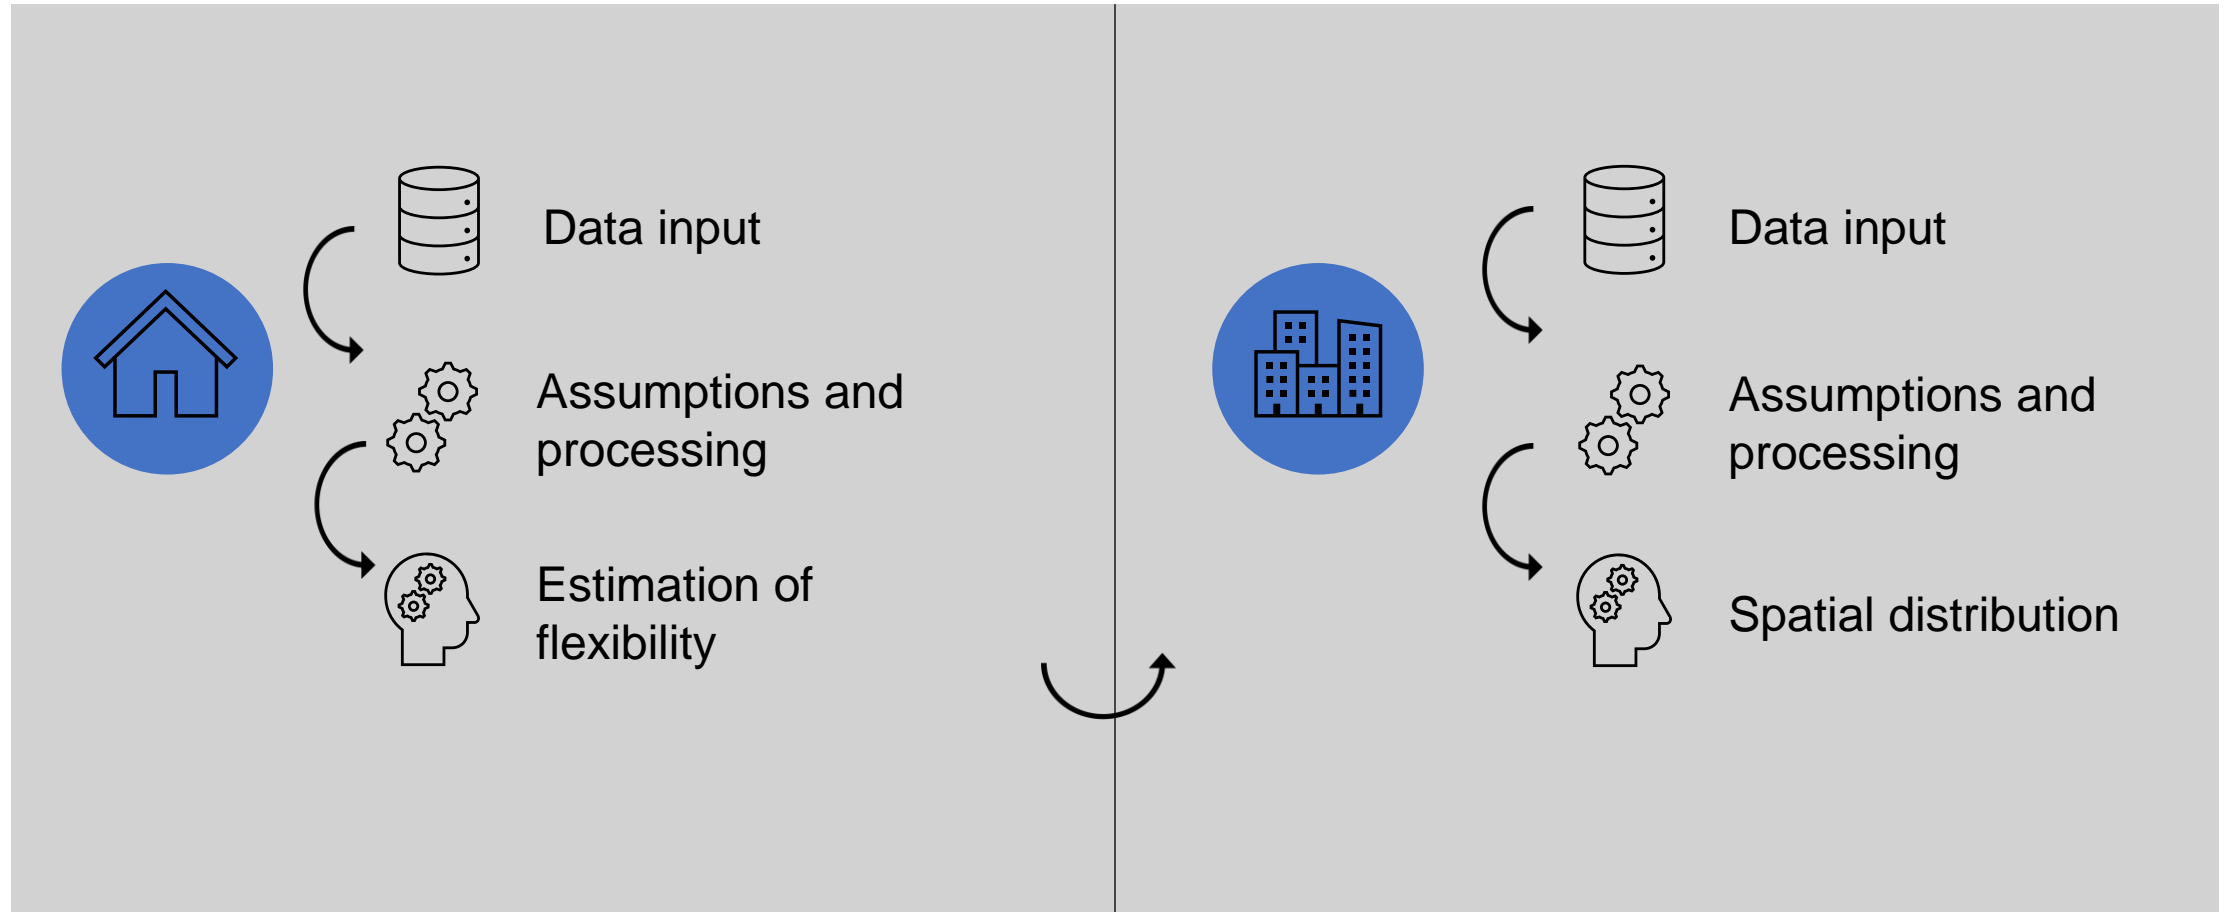 Data input
Assumptions and
processing
Estimation of
flexibility
Data input
Assumptions and
processing
Spatial distribution